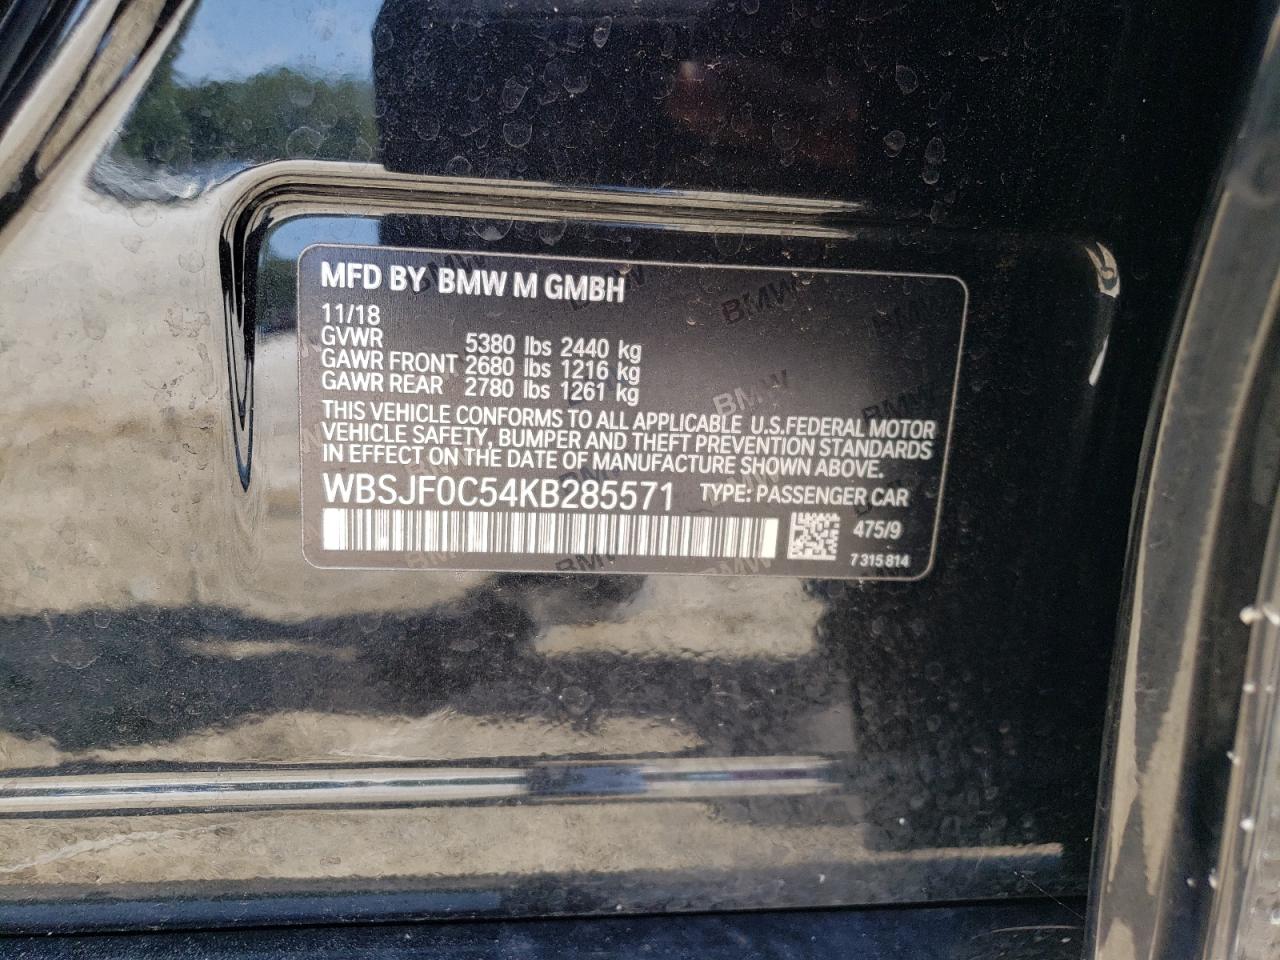 MFD BY BMW M GMBH
11/18
GVWR 5380 lbs 2440 kg
GAWR FRONT 2680 lbs 1216 kg
GAWR REAR 2780 lbs 1261 kg
THIS VEHICLE CONFORMS TO ALL APPLICABLE U.S.FEDERAL MOTOR
VEHICLE SAFETY, BUMPER AND THEFT PREVENTION STANDARDS
IN EFFECT ON THE DATE OF MANUFACTURE SHOWN ABOVE.
WBSJF0C54KB285571 TYPE: PASSENGER CAR
475/9
7 315 814